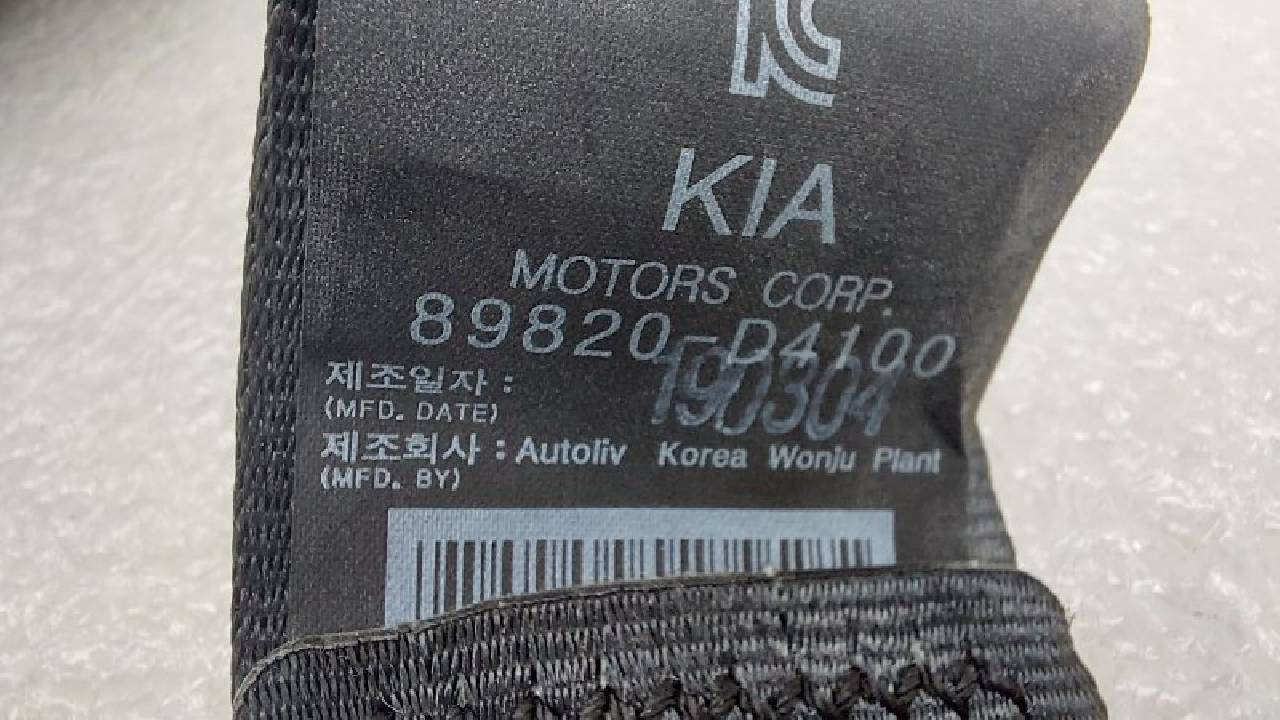 KIA
MOTORS CORP.
89820-D4100
제조일자 : 190304
(MFD. DATE)
제조회사 : Autoliv Korea Wonju Plant
(MFD. BY)